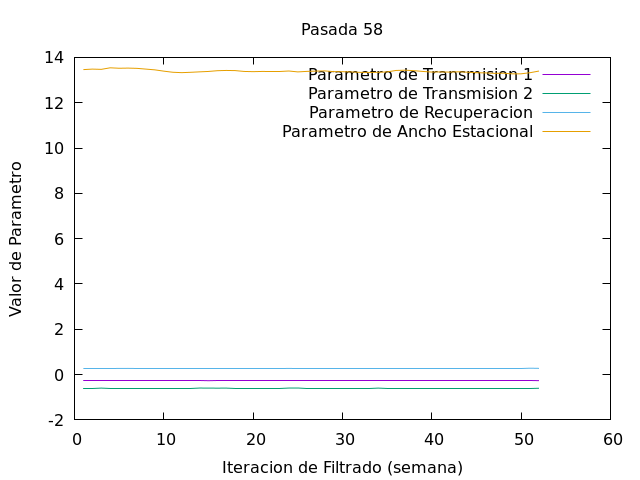 Pasada 58
14
12
10
8
6
4
2
0
-2
Valor de Parametro
Parametro de Transmision 1
Parametro de Transmision 2
Parametro de Recuperacion
Parametro de Ancho Estacional
0 10 20 30 40 50 60
Iteracion de Filtrado (semana)